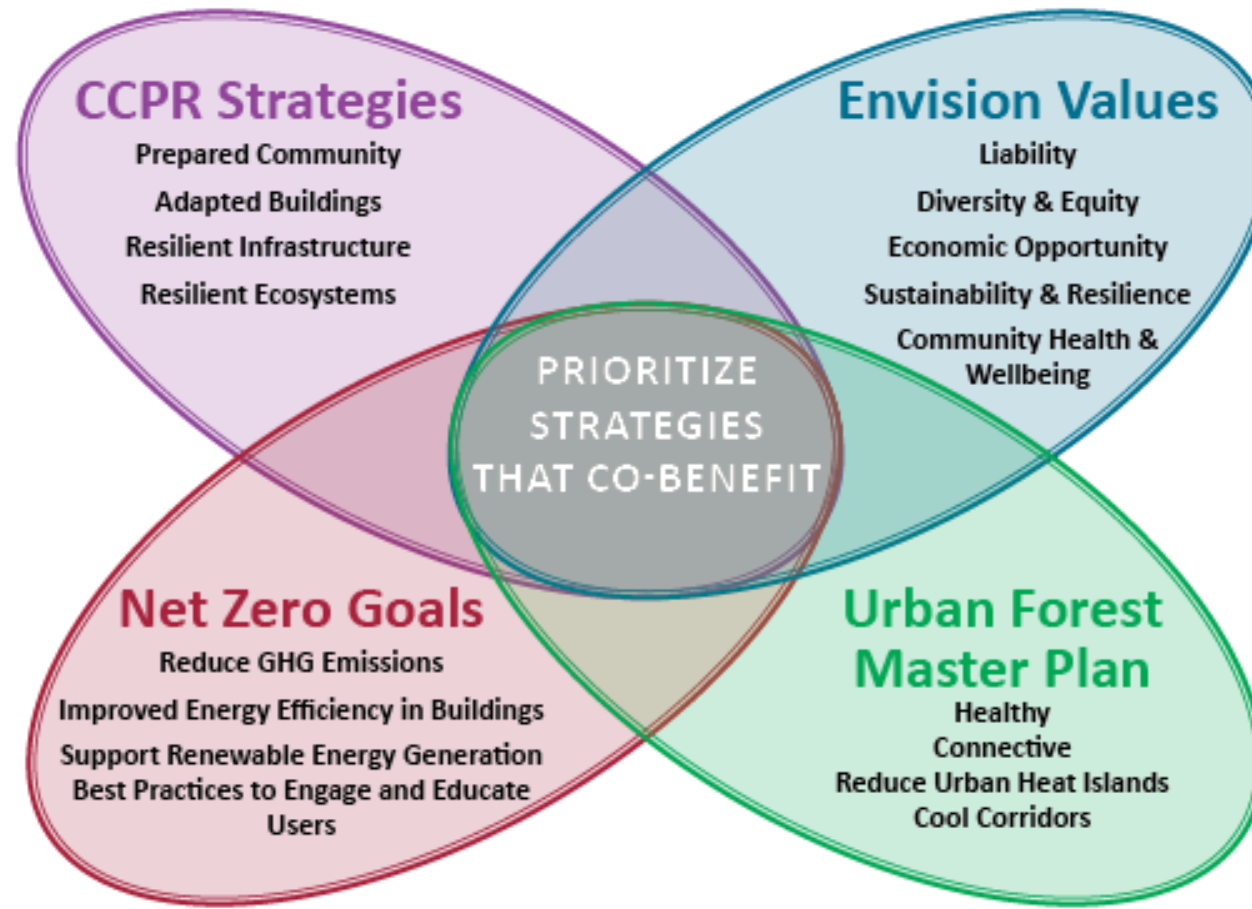 CCPR Strategies
Prepared Community
Adapted Buildings
Resilient Infrastructure
Resilient Ecosystems
Envision Values
Liability
Diversity & Equity
Economic Opportunity
Sustainability & Resilience
Community Health &
Wellbeing
PRIORITIZE
STRATEGIES
THAT CO-BENEFIT
Net Zero Goals
Reduce GHG Emissions
Improved Energy Efficiency in Buildings
Support Renewable Energy Generation
Best Practices to Engage and Educate
Users
Urban Forest
Master Plan
Healthy
Connective
Reduce Urban Heat Islands
Cool Corridors